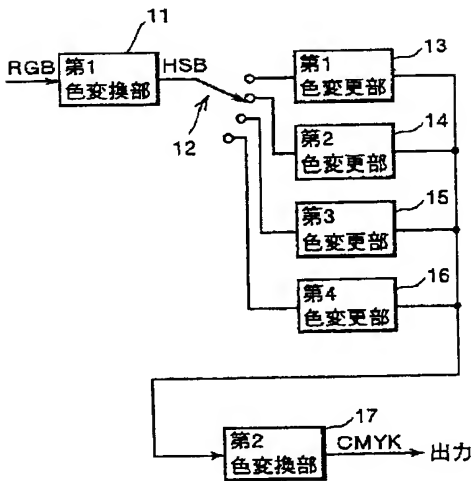 11
RGB
第1
色変換部
HSB
12
第1
色変更部
13
第2
色変更部
14
第3
色変更部
15
第4
色変更部
16
第2
色変換部
17
CMYK
出力